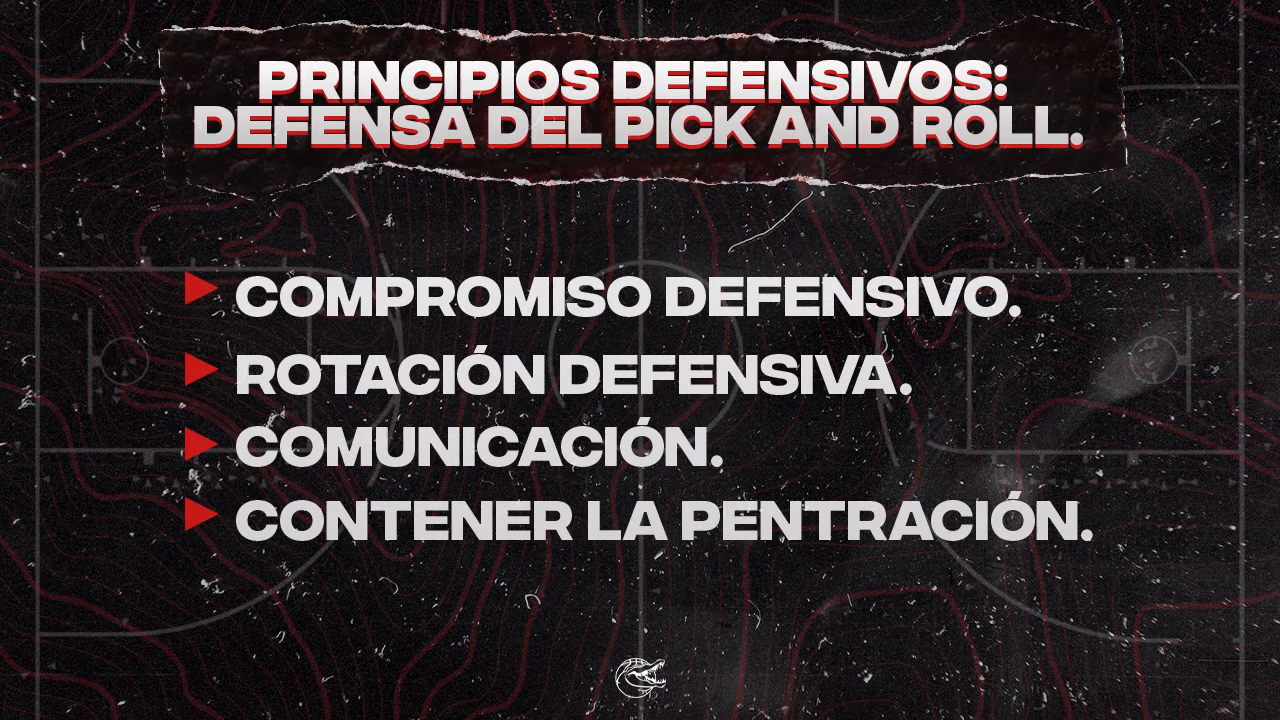 PRINCIPIOS DEFENSIVOS:
DEFENSA DEL PICK AND ROLL.
COMPROMISO DEFENSIVO.
ROTACIÓN DEFENSIVA.
COMUNICACIÓN.
CONTENER LA PENTRACIÓN.